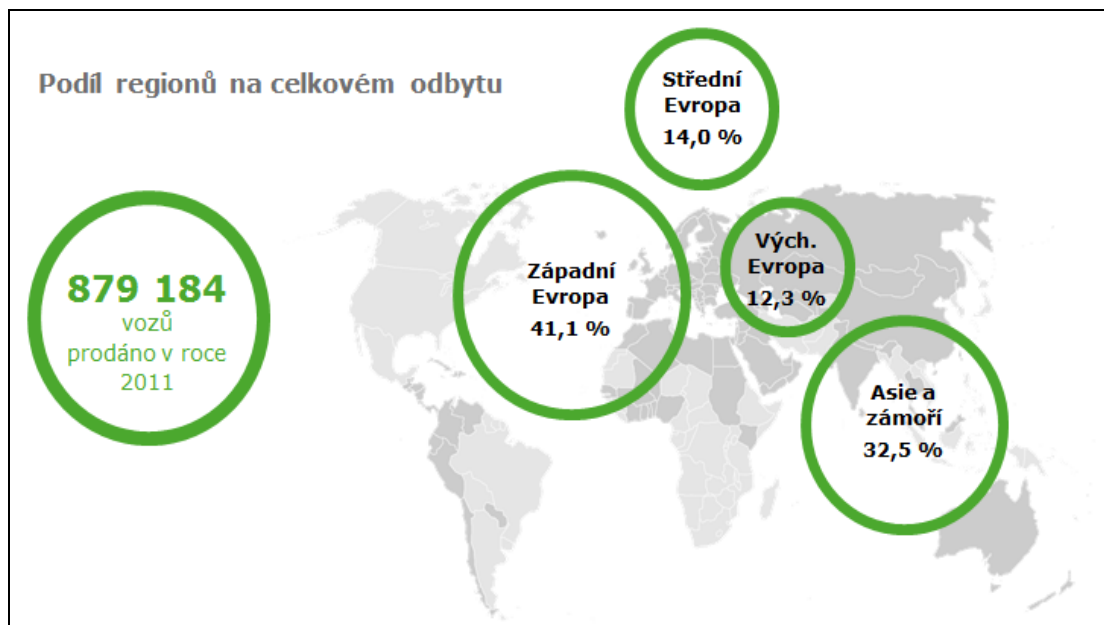 Podíl regionů na celkovém odbytu
Střední
Evropa
14,0 %
879 184
vozů
prodáno v roce
2011
Západní
Evropa
41,1 %
Vých.
Evropa
12,3 %
Asie a
zámoří
32,5 %